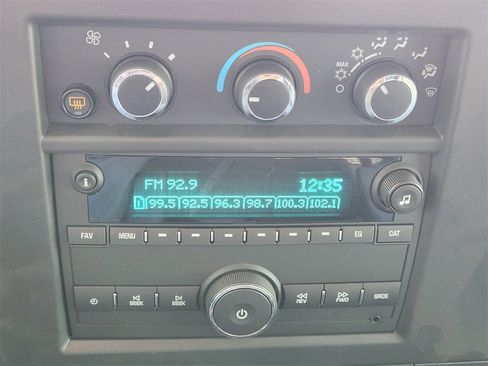 MAX
FM 92.9 12:35
1 99.5 92.5 96.3 98.7 100.3 102.1
FAV MENU EQ CAT
SEEK SEEK REV FWD SRCE